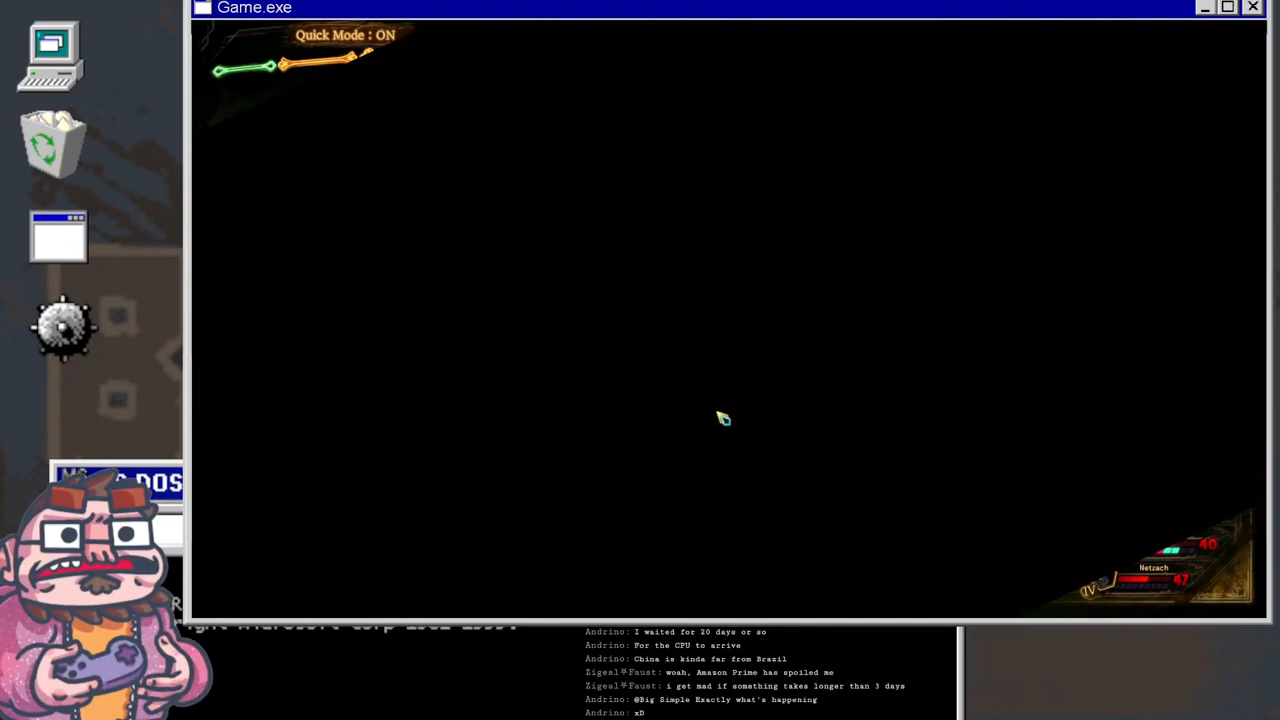 Game.exe
Quick Mode : ON
DOS
40
Netzach
47
IV
Andrino: I waited for 20 days or so
Andrino: For the CPU to arrive
Andrino: China is kinda far from Brazil
Zigeal⛧Faust: woah, Amazon Prime has spoiled me
Zigeal⛧Faust: i get mad if something takes longer than 3 days
Andrino: @Big Simple Exactly what's happening
Andrino: xD